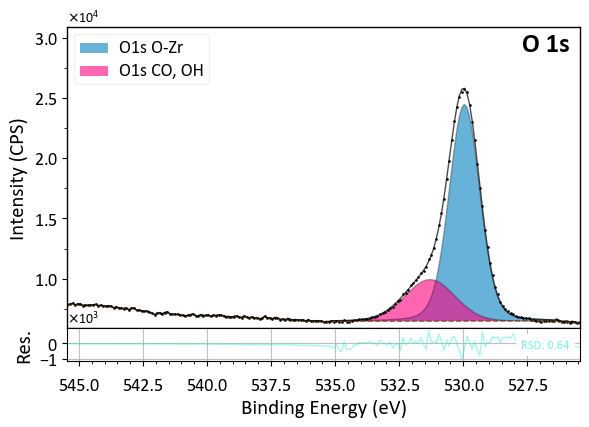 ×10⁴
O 1s
O1s O-Zr
O1s CO, OH
3.0
2.5
2.0
1.5
1.0
Intensity (CPS)
×10³
0
−1
Res.
RSD: 0.64
545.0 542.5 540.0 537.5 535.0 532.5 530.0 527.5
Binding Energy (eV)